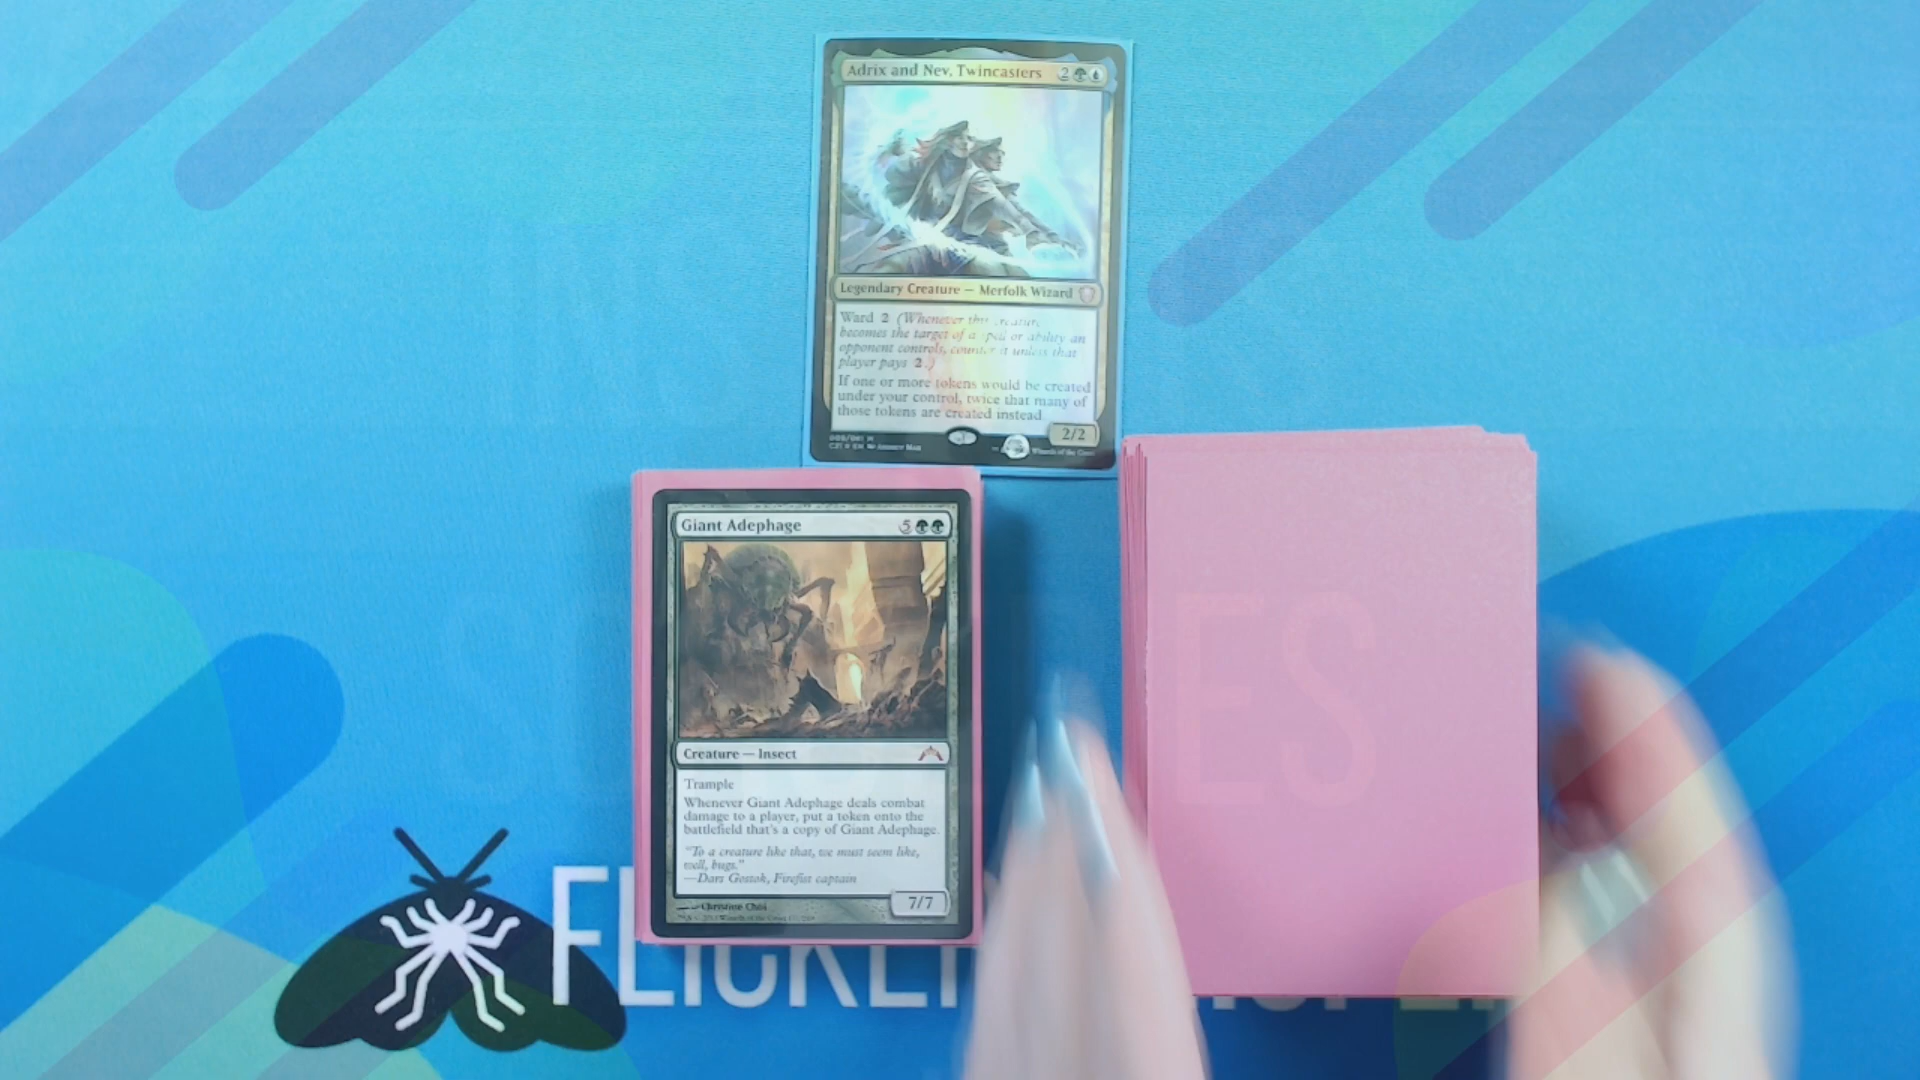 Adrix and Nev, Twincasters 2
Legendary Creature — Merfolk Wizard
Ward 2 (Whenever this creature
becomes the target of a spell or ability an
opponent controls, counter it unless that
player pays 2.)
If one or more tokens would be created
under your control, twice that many of
those tokens are created instead
2/2
Giant Adephage 5
Creature — Insect
Trample
Whenever Giant Adephage deals combat
damage to a player, put a token onto the
battlefield that's a copy of Giant Adephage.
"To a creature like that, we must seem like,
well, bugs."
—Dars Gostok, Firefist captain
7/7
Christine Choi